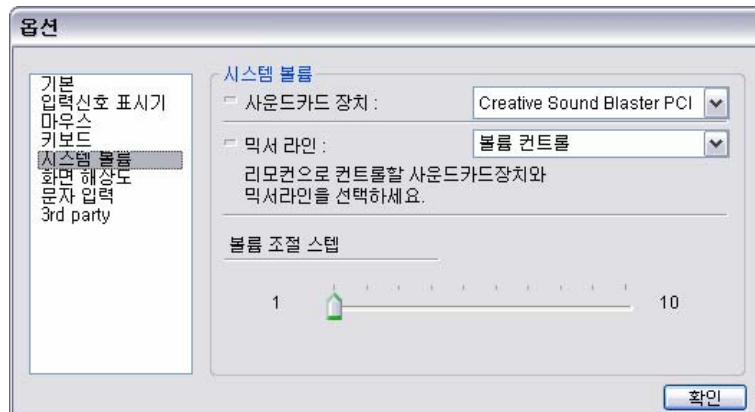 옵션
기본
입력신호 표시기
마우스
키보드
시스템 볼륨
화면 해상도
문자 입력
3rd party
시스템 볼륨
사운드카드 장치 :
Creative Sound Blaster PCI
믹서 라인 :
볼륨 컨트롤
리모컨으로 컨트롤할 사운드카드장치와
믹서라인을 선택하세요.
볼륨 조절 스텝
1
10
확인